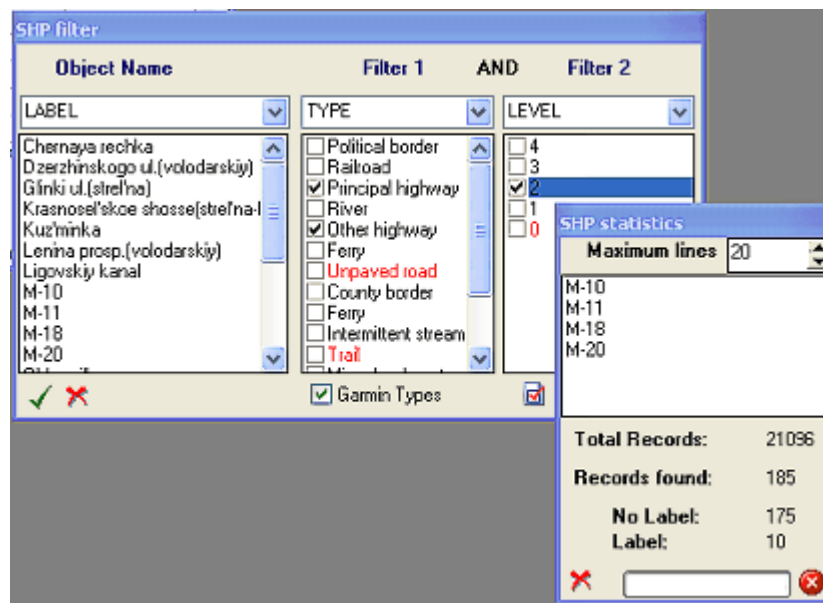 SHP filter
Object Name Filter 1 AND Filter 2
LABEL TYPE LEVEL
Chernaya rechka
Dzerzhinskogo ul.(volodarskiy)
Glinki ul.(strel'na)
Krasnosel'skoe shosse(strel'na-l
Kuz'minka
Lenina prosp.(volodarskiy)
Ligovskiy kanal
M-10
M-11
M-18
M-20
Political border
Railroad
Principal highway
River
Other highway
Ferry
Unpaved road
County border
Ferry
Intermittent stream
Trail
4
3
2
1
0
Garmin Types
SHP statistics
Maximum lines 20
M-10
M-11
M-18
M-20
Total Records: 21096
Records found: 185
No Label: 175
Label: 10